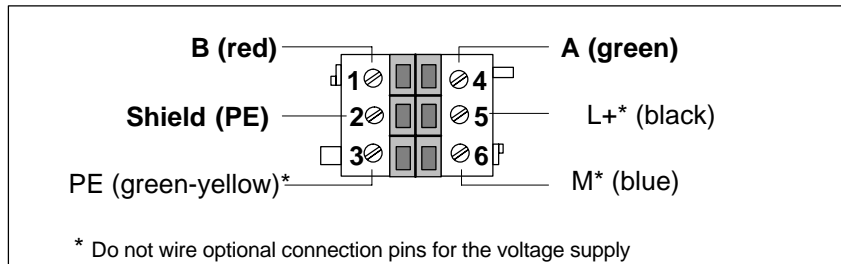 B (red) A (green)
1 4
Shield (PE) 2 5 L+* (black)
3 6
PE (green-yellow)* M* (blue)
* Do not wire optional connection pins for the voltage supply